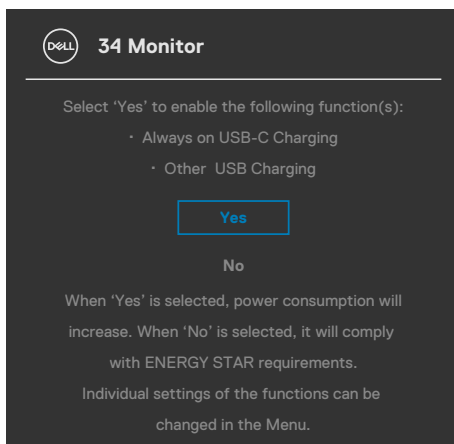 DELL
34 Monitor
Select ‘Yes’ to enable the following function(s):
· Always on USB-C Charging
· Other USB Charging
Yes
No
When ‘Yes’ is selected, power consumption will
increase. When ‘No’ is selected, it will comply
with ENERGY STAR requirements.
Individual settings of the functions can be
changed in the Menu.